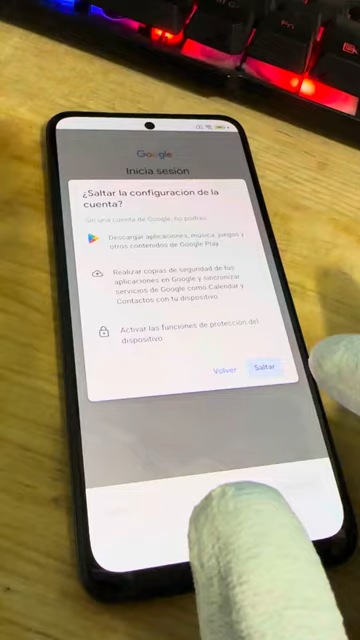 Google
Inicia sesión
¿Saltar la configuración de la
cuenta?
Sin una cuenta de Google, no podrás:
Descargar aplicaciones, música, juegos y
otros contenidos de Google Play
Realizar copias de seguridad de tus
aplicaciones en Google y sincronizar
servicios de Google como Calendar y
Contactos con tu dispositivo
Activar las funciones de protección del
dispositivo
Volver
Saltar